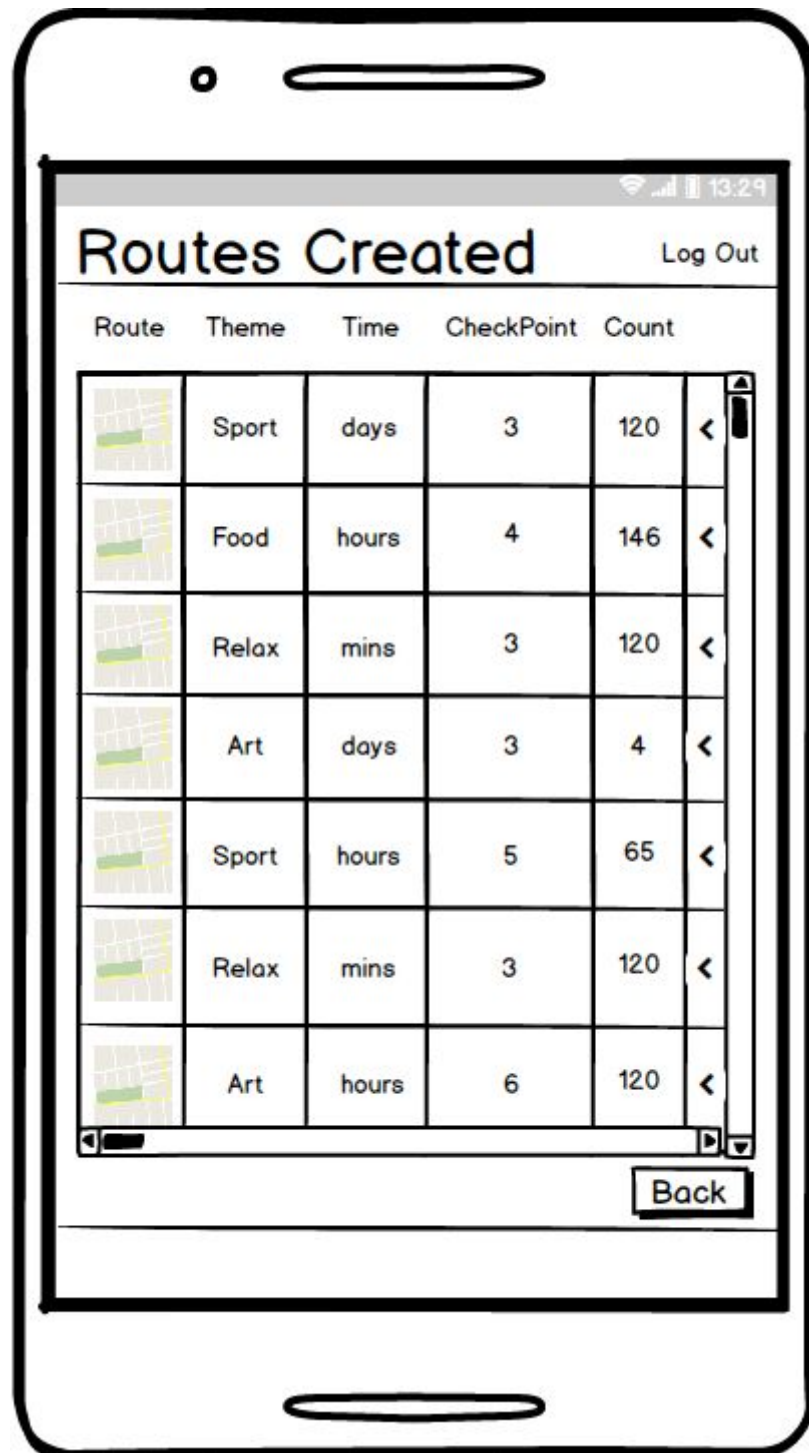 13:29
Routes Created Log Out
Route Theme Time CheckPoint Count
Sport days 3 120 <
Food hours 4 146 <
Relax mins 3 120 <
Art days 3 4 <
Sport hours 5 65 <
Relax mins 3 120 <
Art hours 6 120 <
Back